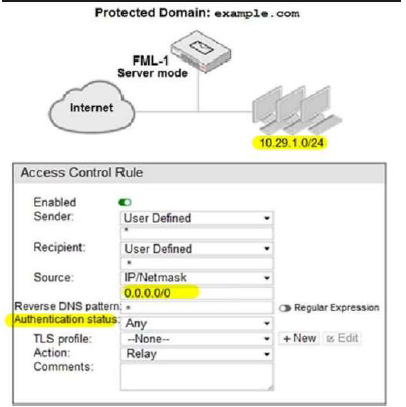 Protected Domain: example.com
FML-1
Server mode
Internet
10.29.1.0/24
Access Control Rule
Enabled
Sender: User Defined
*
Recipient: User Defined
*
Source: IP/Netmask
0.0.0.0/0
Reverse DNS pattern: * Regular Expression
Authentication status: Any
TLS profile: --None-- + New Edit
Action: Relay
Comments: